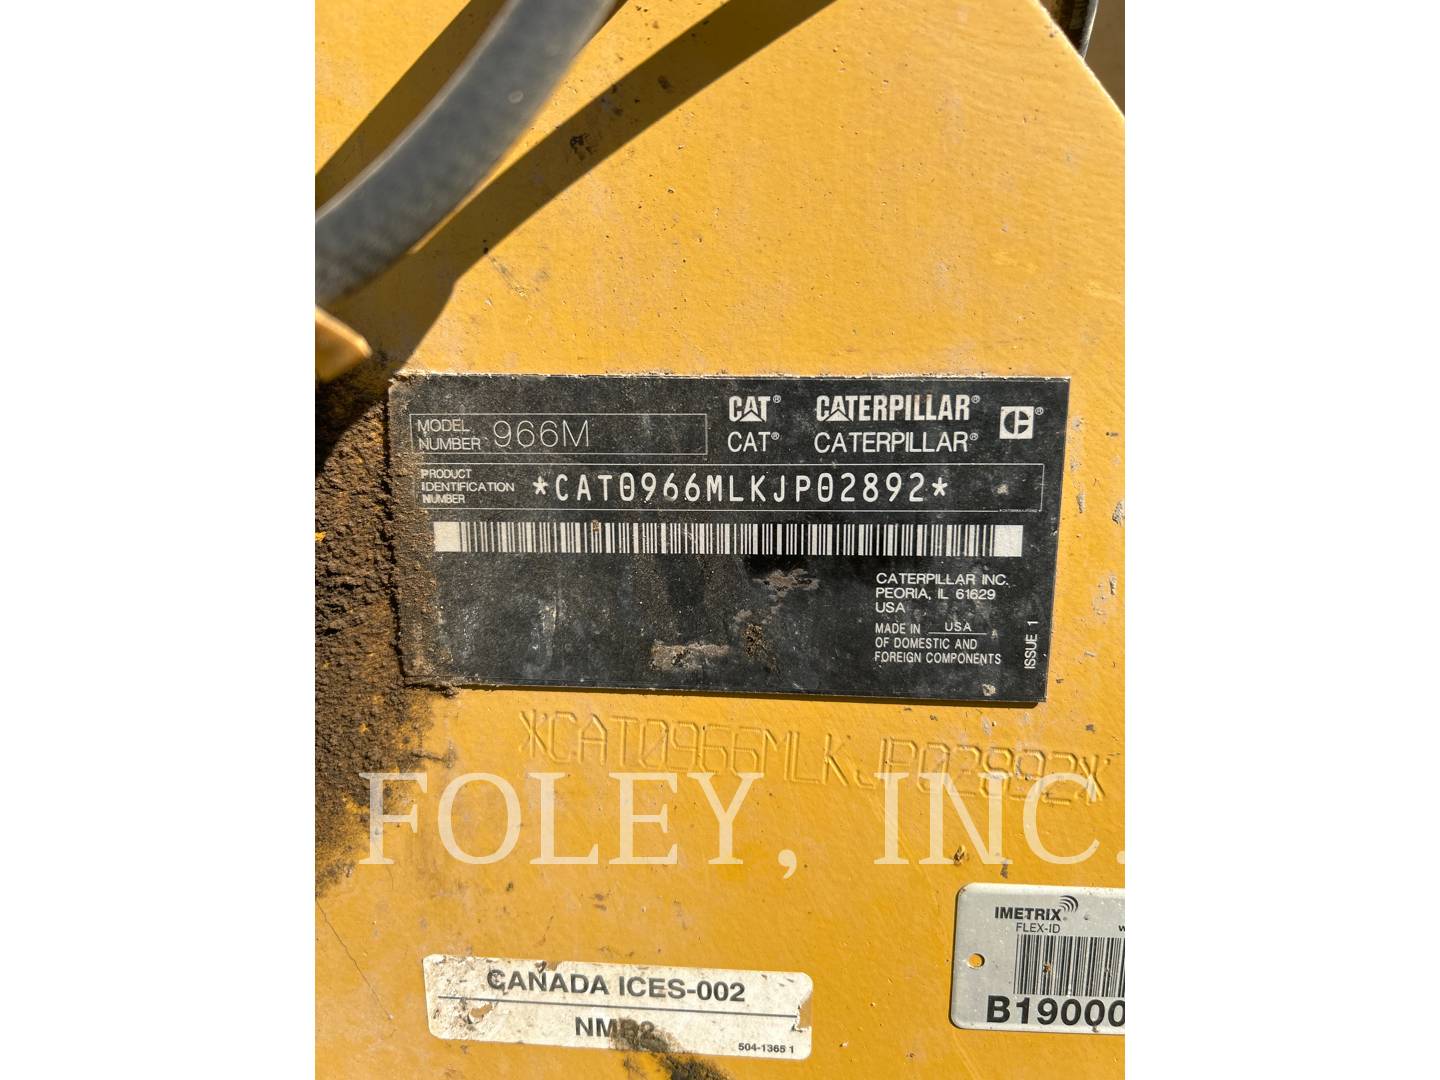 MODEL
NUMBER 966M
CAT® CATERPILLAR® ®
CAT® CATERPILLAR®
PRODUCT
IDENTIFICATION
NUMBER
*CAT0966MLKJP02892*
CATERPILLAR INC.
PEORIA, IL 61629
USA
MADE IN USA
OF DOMESTIC AND
FOREIGN COMPONENTS
ISSUE 1
*CAT0966MLKJP02892*
FOLEY, INC.
IMETRIX
FLEX-ID
B19000
CANADA ICES-002
NMB2
504-1365 1